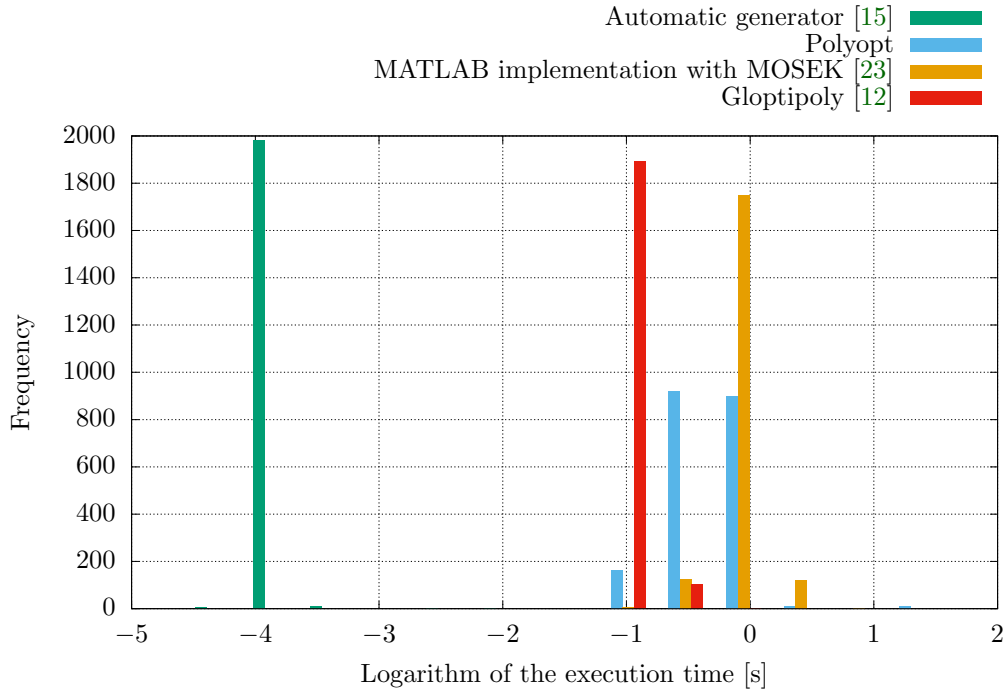 Automatic generator [15]
Polyopt
MATLAB implementation with MOSEK [23]
Gloptipoly [12]
2000
1800
1600
1400
1200
1000
800
600
400
200
0
Frequency
−5 −4 −3 −2 −1 0 1 2
Logarithm of the execution time [s]